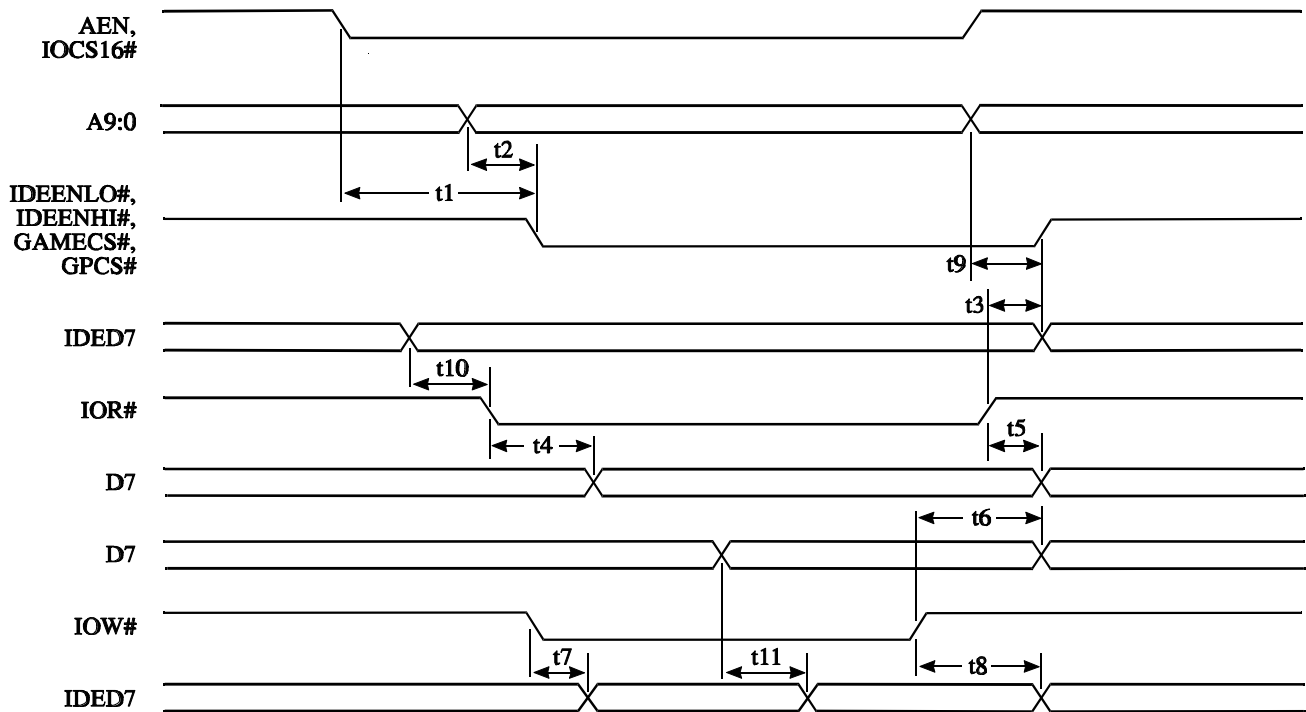 AEN,
IOCS16#
A9:0
t2
t1
IDEENLO#,
IDEENHI#,
GAMECS#,
GPCS#
t9
t3
IDED7
t10
IOR#
t5
t4
D7
t6
D7
IOW#
t7
t11
t8
IDED7